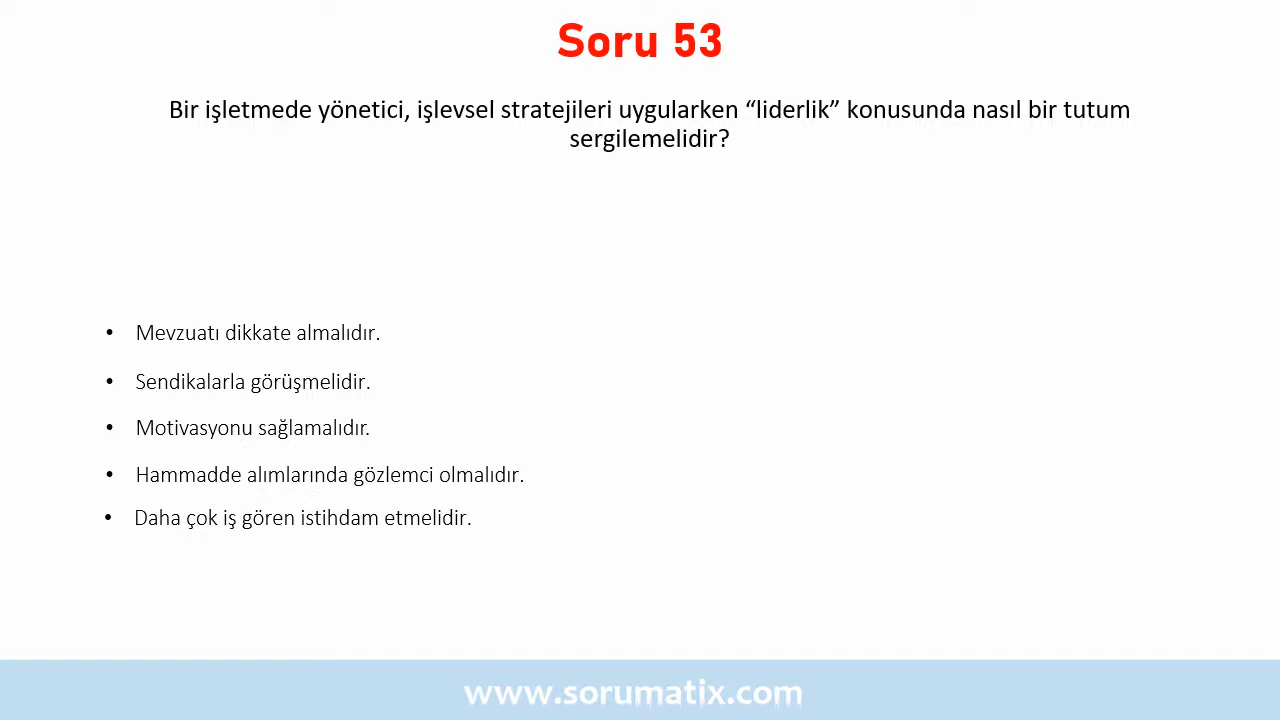 Soru 53
Bir işletmede yönetici, işlevsel stratejileri uygularken “liderlik” konusunda nasıl bir tutum
sergilemelidir?
• Mevzuatı dikkate almalıdır.
• Sendikalarla görüşmelidir.
• Motivasyonu sağlamalıdır.
• Hammadde alımlarında gözlemci olmalıdır.
• Daha çok iş gören istihdam etmelidir.
www.sorumatix.com